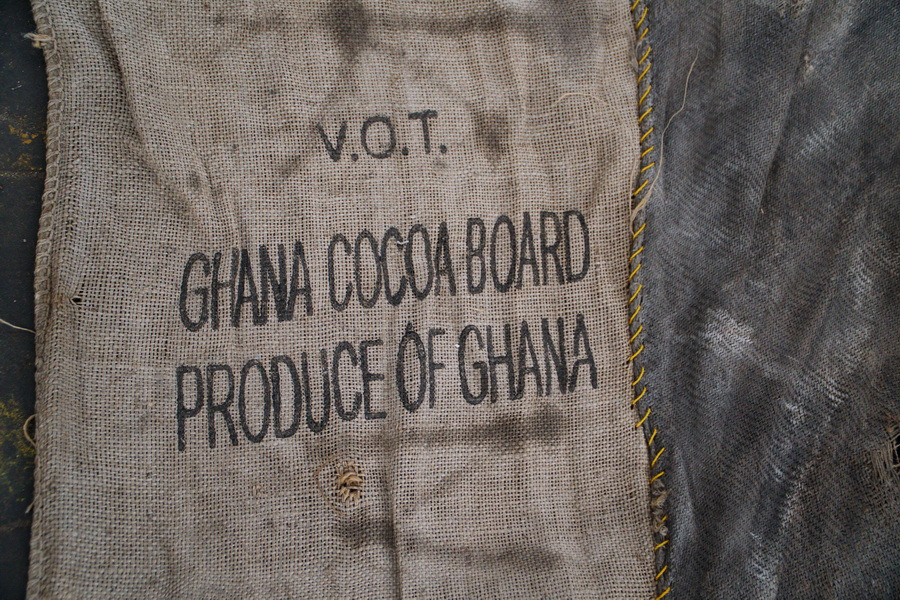 V.O.T.
GHANA COCOA BOARD
PRODUCE OF GHANA